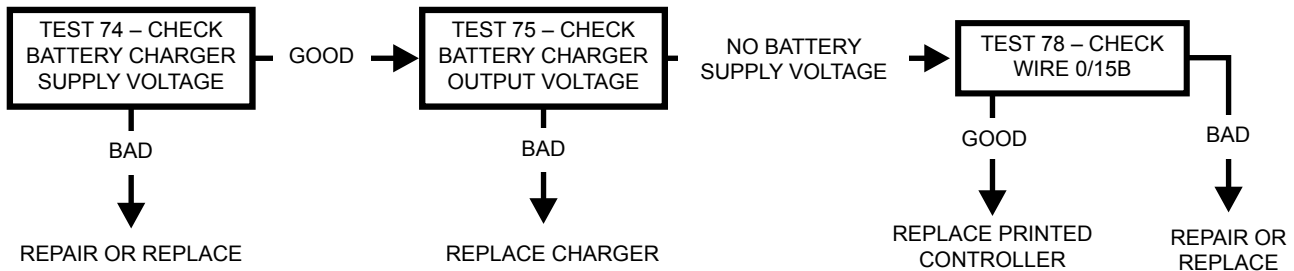 TEST 74 – CHECK
BATTERY CHARGER
SUPPLY VOLTAGE
GOOD
TEST 75 – CHECK
BATTERY CHARGER
OUTPUT VOLTAGE
NO BATTERY
SUPPLY VOLTAGE
TEST 78 – CHECK
WIRE 0/15B
BAD
BAD
GOOD
BAD
REPAIR OR REPLACE
REPLACE CHARGER
REPLACE PRINTED
CONTROLLER
REPAIR OR
REPLACE